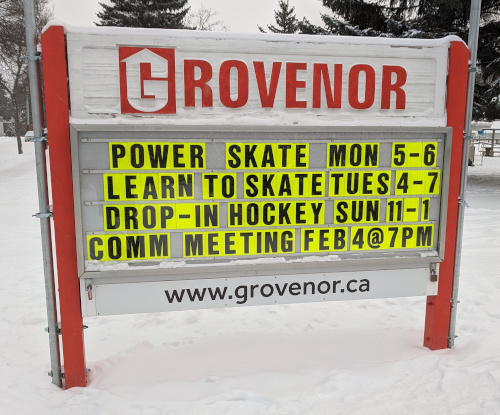 GROVENOR
POWER SKATE MON 5-6
LEARN TO SKATE TUES 4-7
DROP-IN HOCKEY SUN 11-1
COMM MEETING FEB 4@7PM
www.grovenor.ca